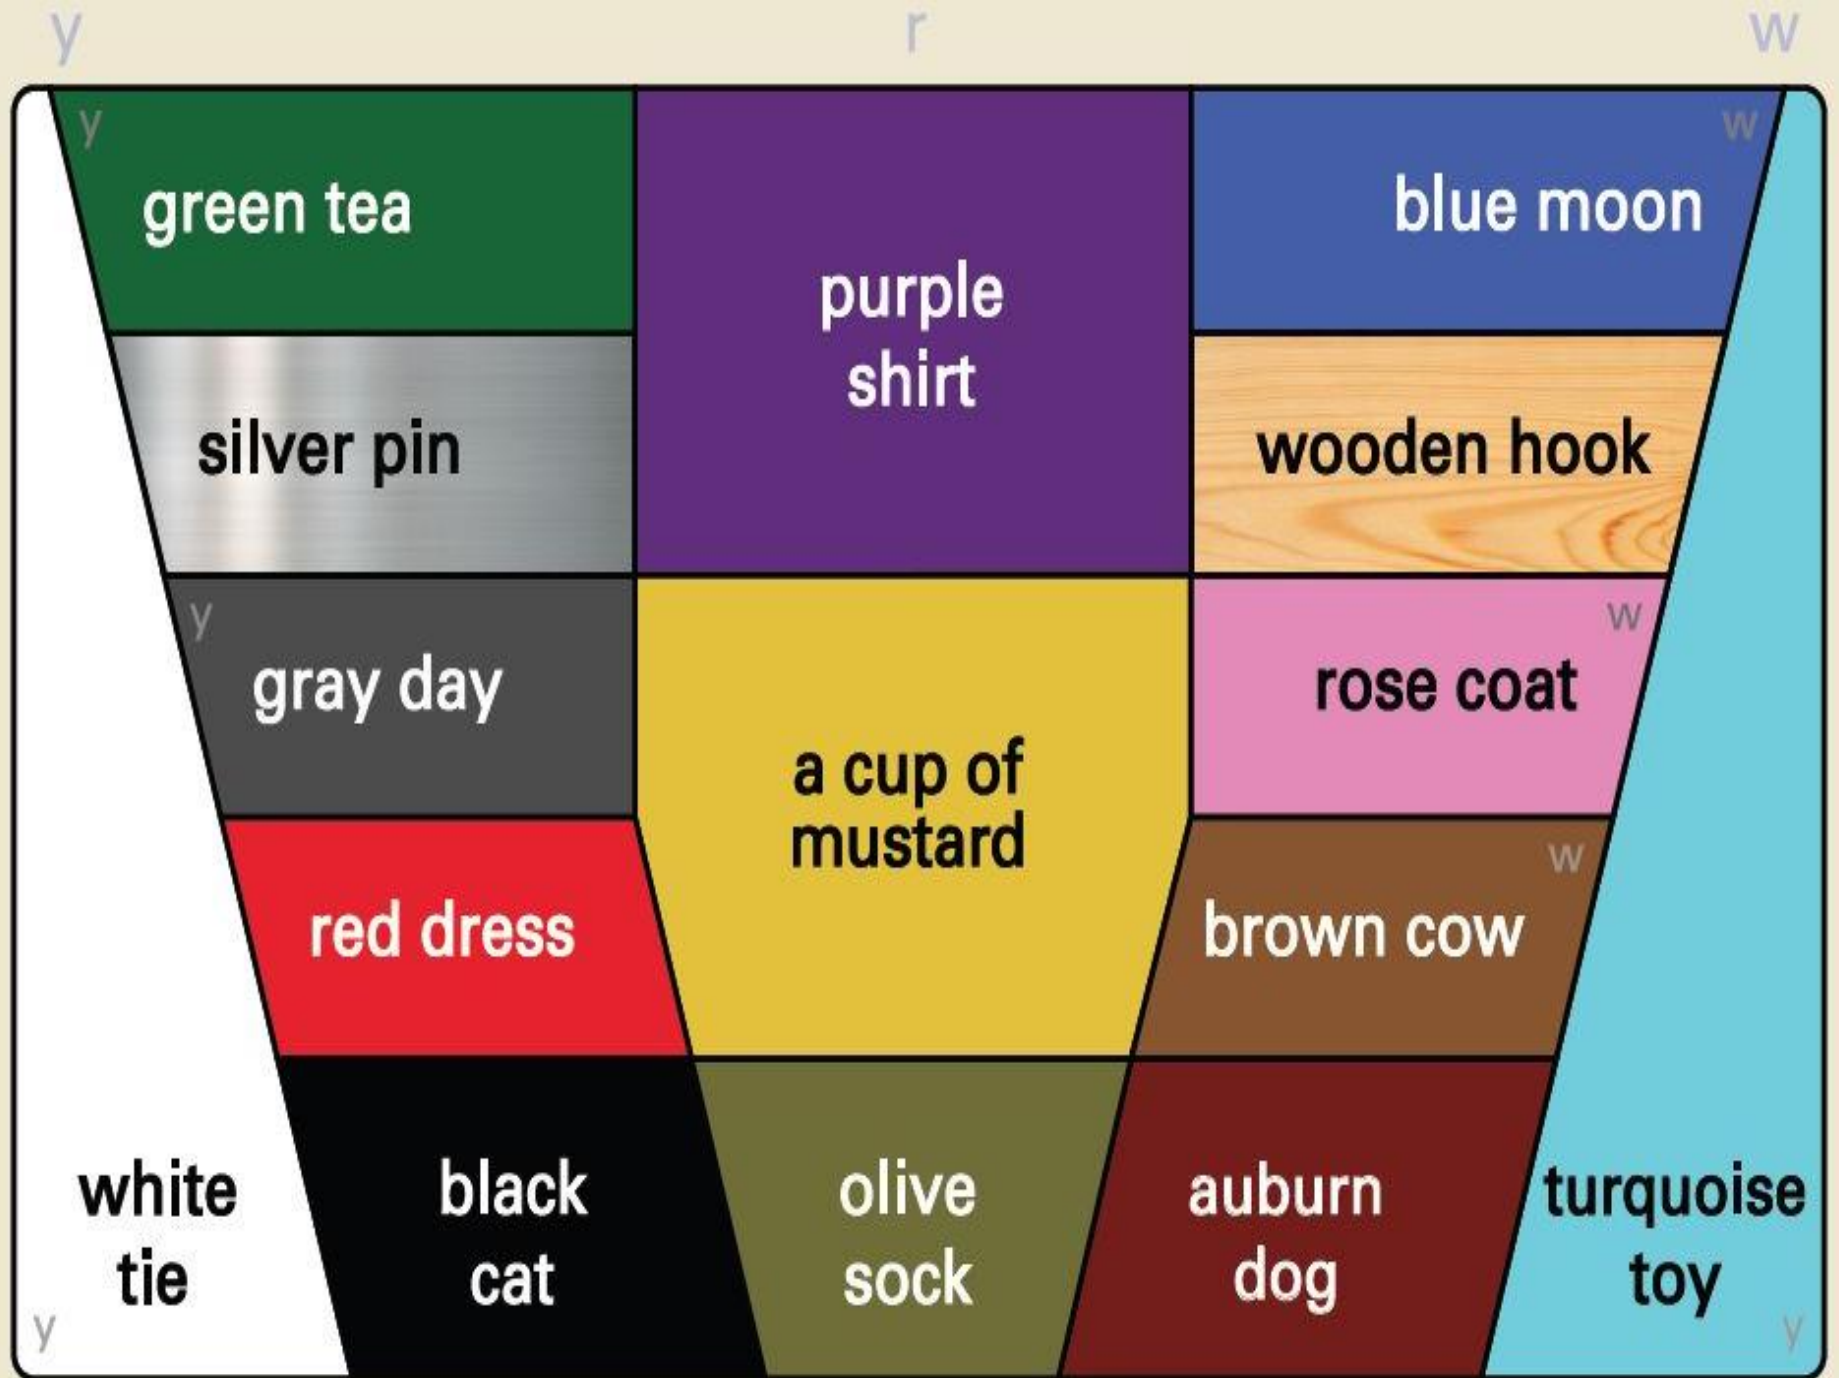 y r w
y
green tea
purple
shirt
w
blue moon
silver pin
wooden hook
y
gray day
a cup of
mustard
w
rose coat
red dress
w
brown cow
white
tie
y
black
cat
olive
sock
auburn
dog
turquoise
toy
y